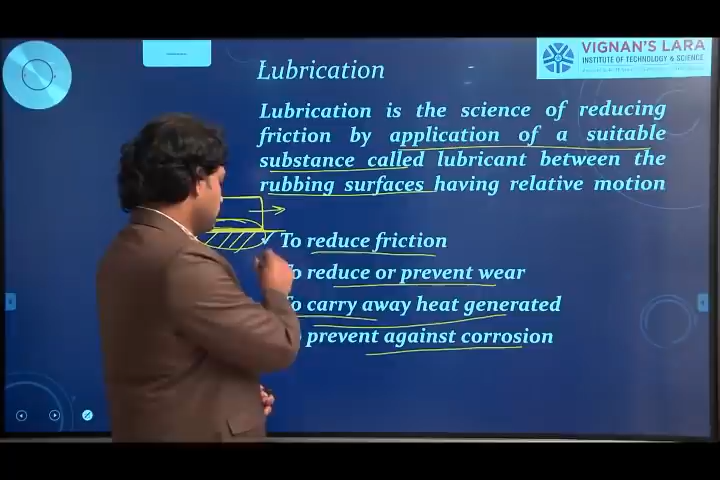 VIGNAN'S LARA
INSTITUTE OF TECHNOLOGY & SCIENCE
Lubrication
Lubrication is the science of reducing
friction by application of a suitable
substance called lubricant between the
rubbing surfaces having relative motion
✓ To reduce friction
To reduce or prevent wear
To carry away heat generated
prevent against corrosion